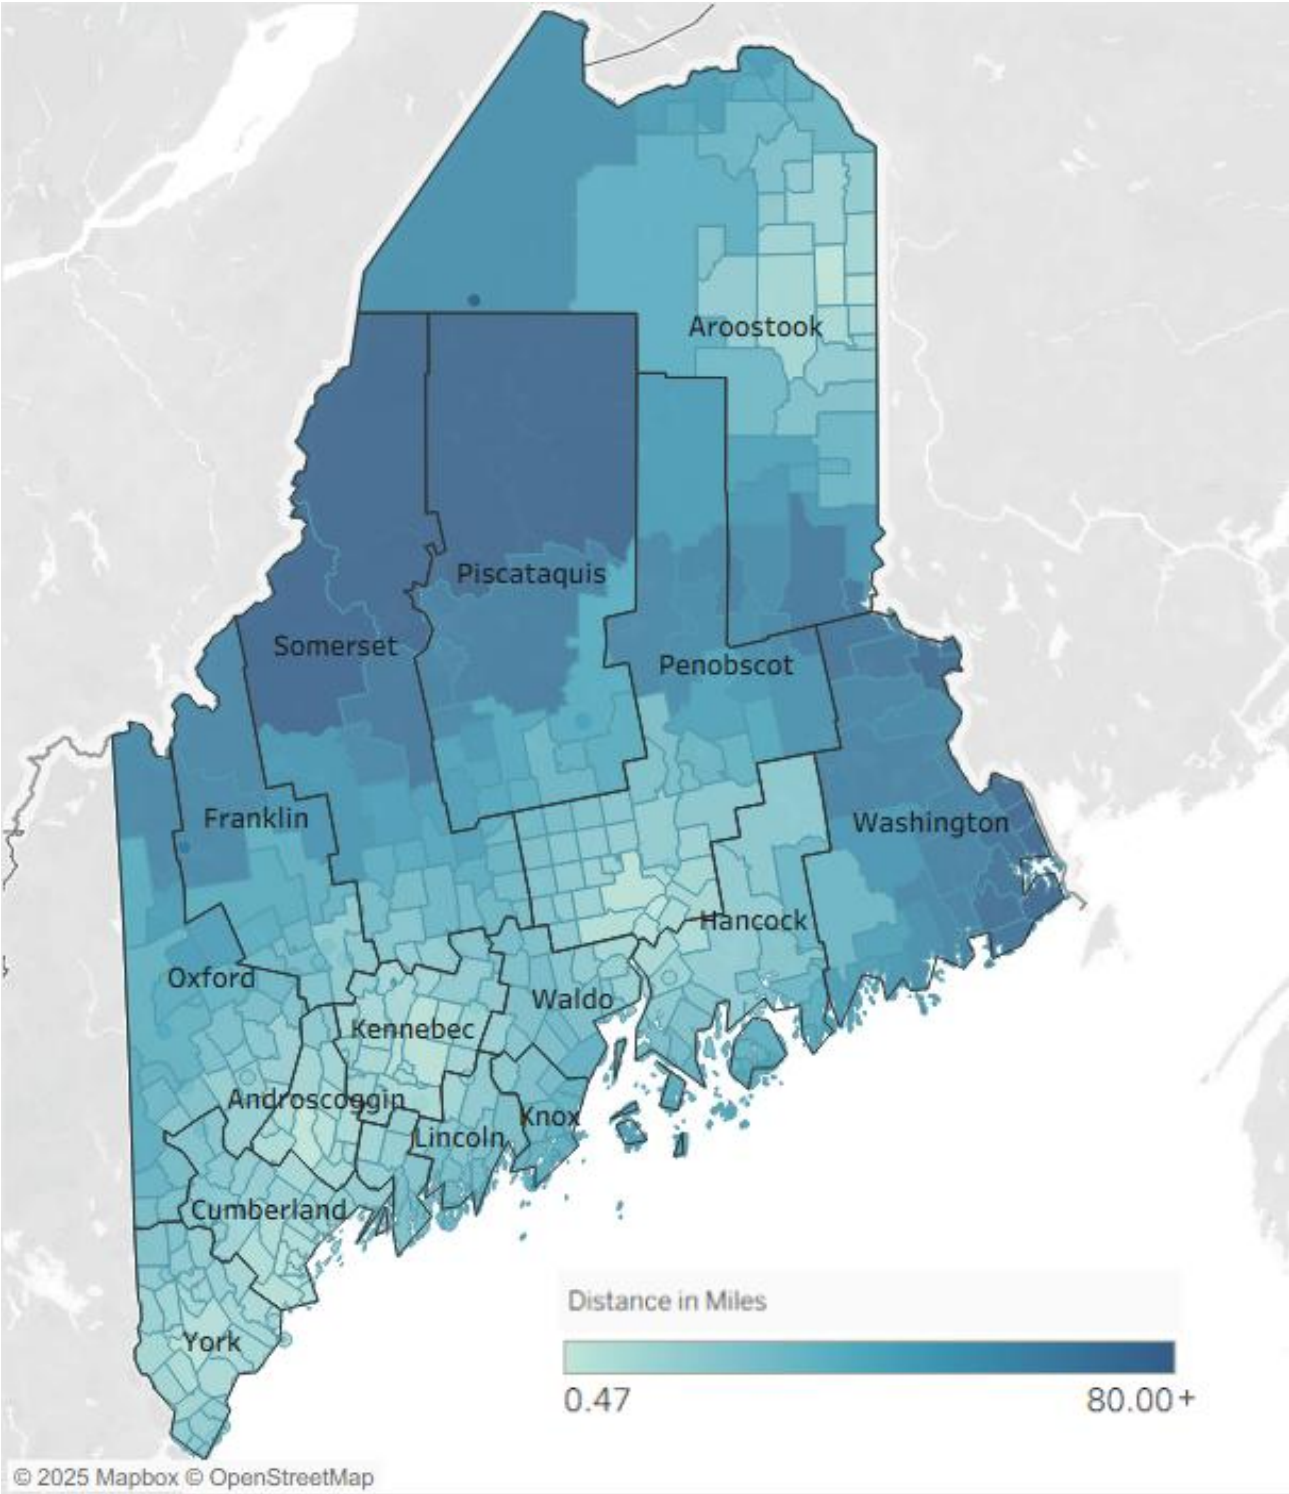 Aroostook
Piscataquis
Somerset
Penobscot
Franklin
Washington
Hancock
Oxford
Waldo
Kennebec
Androscoggin
Knox
Lincoln
Cumberland
Distance in Miles
York
0.47
80.00+
© 2025 Mapbox © OpenStreetMap